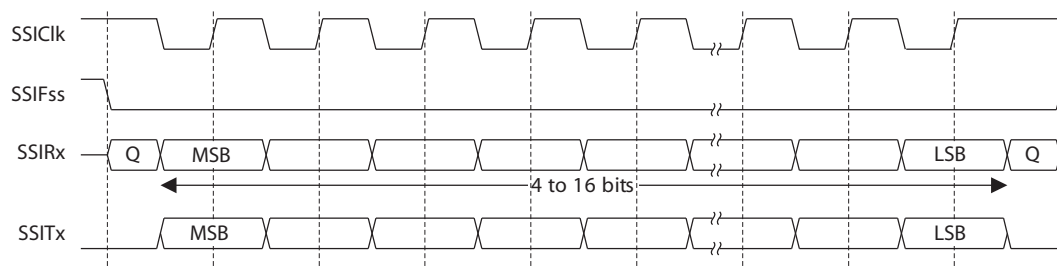 SSIClk
SSIFss
SSIRx Q MSB LSB Q
4 to 16 bits
SSITx MSB LSB